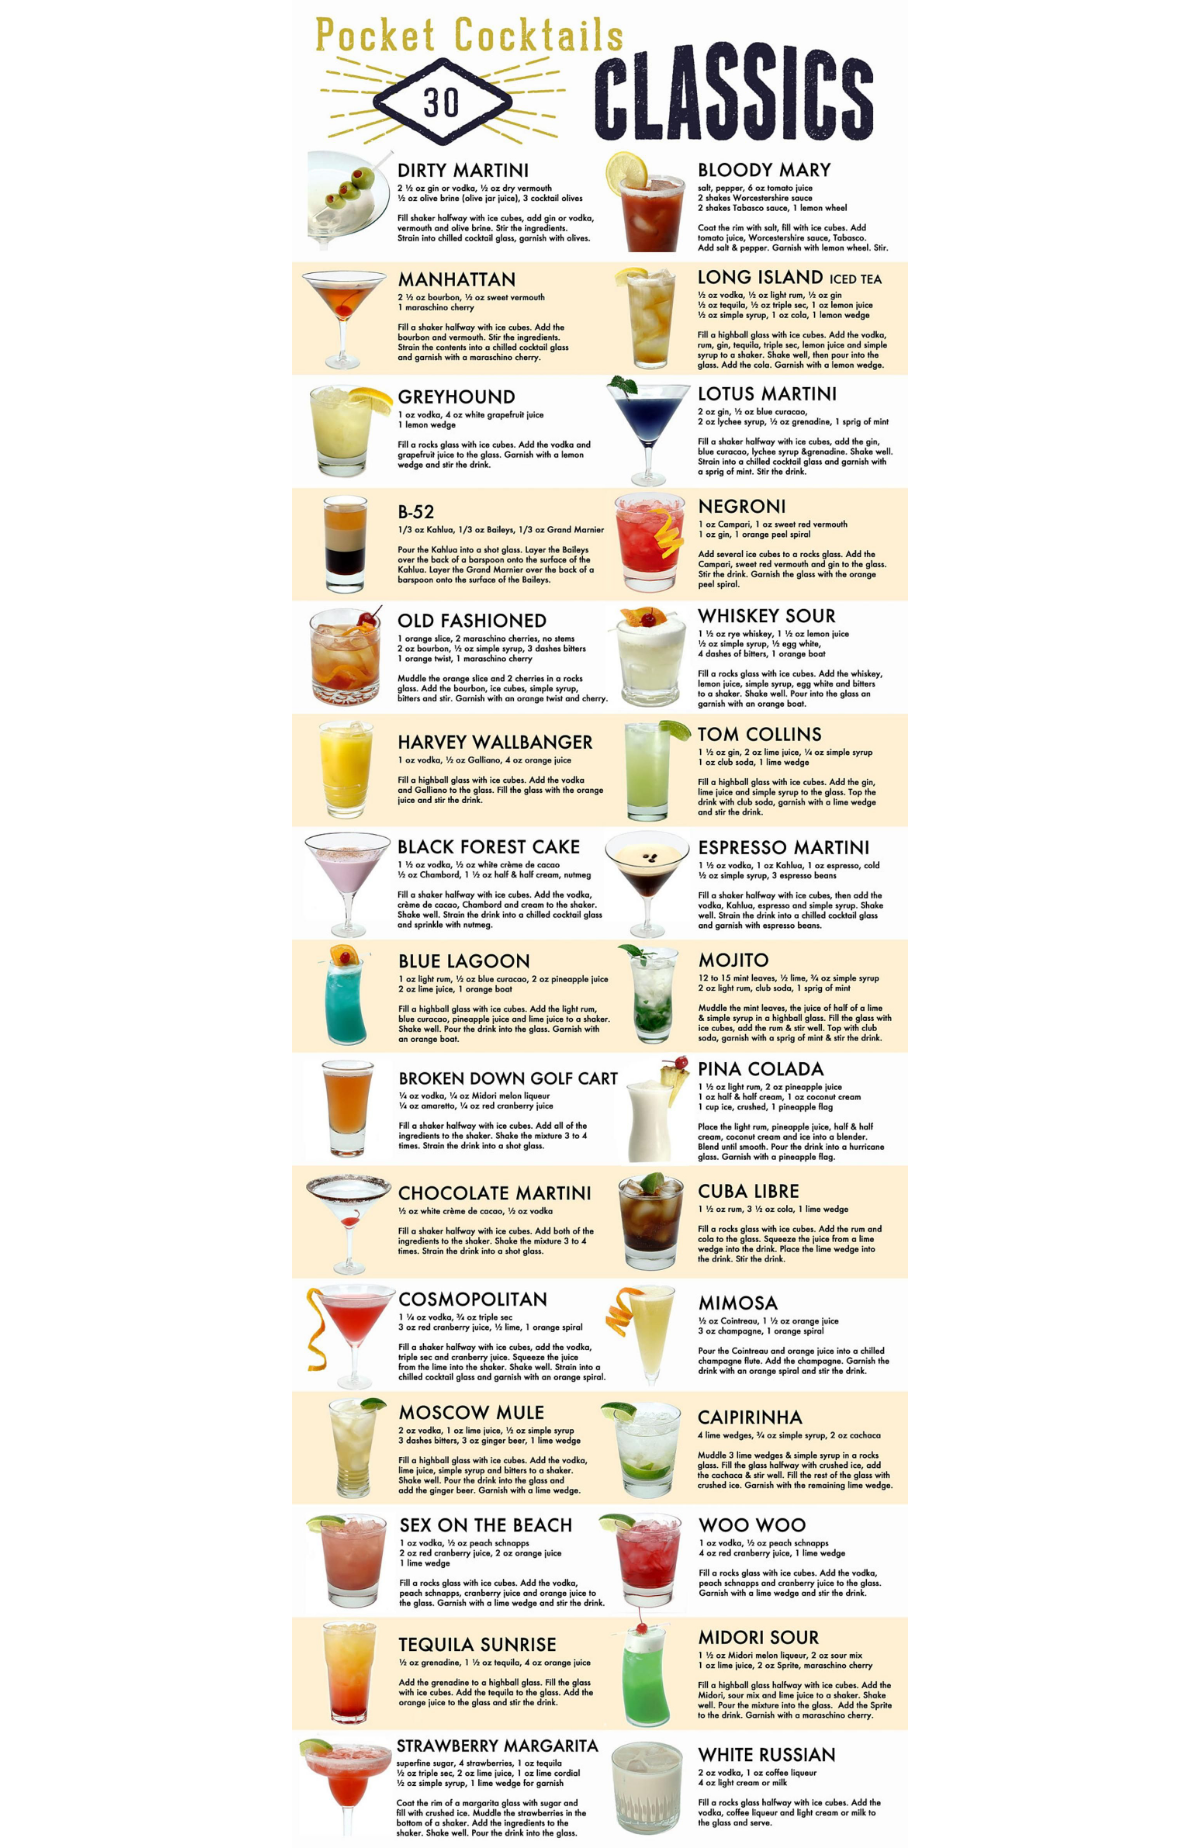 Pocket Cocktails
30
CLASSICS
DIRTY MARTINI
2 ½ oz gin or vodka, ½ oz dry vermouth
½ oz olive brine (olive jar juice), 3 cocktail olives
Fill shaker halfway with ice cubes, add gin or vodka,
vermouth and olive brine. Stir the ingredients.
Strain into chilled cocktail glass, garnish with olives.
BLOODY MARY
salt, pepper, 6 oz tomato juice
2 shakes Worcestershire sauce
2 shakes Tabasco sauce, 1 lemon wheel
Coat the rim with salt, fill with ice cubes. Add
tomato juice, Worcestershire sauce, Tabasco.
Add salt & pepper. Garnish with lemon wheel. Stir.
MANHATTAN
2 ½ oz bourbon, ½ oz sweet vermouth
1 maraschino cherry
Fill a shaker halfway with ice cubes. Add the
bourbon and vermouth. Stir the ingredients.
Strain the contents into a chilled cocktail glass
and garnish with a maraschino cherry.
LONG ISLAND ICED TEA
½ oz vodka, ½ oz light rum, ½ oz gin
½ oz tequila, ½ oz triple sec, 1 oz lemon juice
½ oz simple syrup, 1 oz cola, 1 lemon wedge
Fill a highball glass with ice cubes. Add the vodka,
rum, gin, tequila, triple sec, lemon juice and simple
syrup to a shaker. Shake well, then pour into the
glass. Add the cola. Garnish with a lemon wedge.
GREYHOUND
1 oz vodka, 4 oz white grapefruit juice
1 lemon wedge
Fill a rocks glass with ice cubes. Add the vodka and
grapefruit juice to the glass. Garnish with a lemon
wedge and stir the drink.
LOTUS MARTINI
2 oz gin, ½ oz blue curacao,
2 oz lychee syrup, ½ oz grenadine, 1 sprig of mint
Fill a shaker halfway with ice cubes, add the gin,
blue curacao, lychee syrup &grenadine. Shake well.
Strain into a chilled cocktail glass and garnish with
a sprig of mint. Stir the drink.
B-52
1/3 oz Kahlua, 1/3 oz Baileys, 1/3 oz Grand Marnier
Pour the Kahlua into a shot glass. Layer the Baileys
over the back of a barspoon onto the surface of the
Kahlua. Layer the Grand Marnier over the back of a
barspoon onto the surface of the Baileys.
NEGRONI
1 oz Campari, 1 oz sweet red vermouth
1 oz gin, 1 orange peel spiral
Add several ice cubes to a rocks glass. Add the
Campari, sweet red vermouth and gin to the glass.
Stir the drink. Garnish the glass with the orange
peel spiral.
OLD FASHIONED
1 orange slice, 2 maraschino cherries, no stems
2 oz bourbon, ½ oz simple syrup, 3 dashes bitters
1 orange twist, 1 maraschino cherry
Muddle the orange slice and 2 cherries in a rocks
glass. Add the bourbon, ice cubes, simple syrup,
bitters and stir. Garnish with an orange twist and cherry.
WHISKEY SOUR
1 ½ oz rye whiskey, 1 ½ oz lemon juice
½ oz simple syrup, ½ egg white,
4 dashes of bitters, 1 orange boat
Fill a rocks glass with ice cubes. Add the whiskey,
lemon juice, simple syrup, egg white and bitters
to a shaker. Shake well. Pour into the glass an
garnish with an orange boat.
HARVEY WALLBANGER
1 oz vodka, ½ oz Galliano, 4 oz orange juice
Fill a highball glass with ice cubes. Add the vodka
and Galliano to the glass. Fill the glass with the orange
juice and stir the drink.
TOM COLLINS
1 ½ oz gin, 2 oz lime juice, ¼ oz simple syrup
1 oz club soda, 1 lime wedge
Fill a highball glass with ice cubes. Add the gin,
lime juice and simple syrup to the glass. Top the
drink with club soda, garnish with a lime wedge
and stir the drink.
BLACK FOREST CAKE
1 ½ oz vodka, ½ oz white crème de cacao
½ oz Chambord, 1 ½ oz half & half cream, nutmeg
Fill a shaker halfway with ice cubes. Add the vodka,
crème de cacao, Chambord and cream to the shaker.
Shake well. Strain the drink into a chilled cocktail glass
and sprinkle with nutmeg.
ESPRESSO MARTINI
1 ½ oz vodka, 1 oz Kahlua, 1 oz espresso, cold
½ oz simple syrup, 3 espresso beans
Fill a shaker halfway with ice cubes, then add the
vodka, Kahlua, espresso and simple syrup. Shake
well. Strain the drink into a chilled cocktail glass
and garnish with espresso beans.
BLUE LAGOON
1 oz light rum, ½ oz blue curacao, 2 oz pineapple juice
2 oz lime juice, 1 orange boat
Fill a highball glass with ice cubes. Add the light rum,
blue curacao, pineapple juice and lime juice to a shaker.
Shake well. Pour the drink into the glass. Garnish with
an orange boat.
MOJITO
12 to 15 mint leaves, ½ lime, ¾ oz simple syrup
2 oz light rum, club soda, 1 sprig of mint
Muddle the mint leaves, the juice of half of a lime
& simple syrup in a highball glass. Fill the glass with
ice cubes, add the rum & stir well. Top with club
soda, garnish with a sprig of mint & stir the drink.
BROKEN DOWN GOLF CART
¼ oz vodka, ¼ oz Midori melon liqueur
¼ oz amaretto, ¼ oz red cranberry juice
Fill a shaker halfway with ice cubes. Add all of the
ingredients to the shaker. Shake the mixture 3 to 4
times. Strain the drink into a shot glass.
PINA COLADA
1 ½ oz light rum, 2 oz pineapple juice
1 oz half & half cream, 1 oz coconut cream
1 cup ice, crushed, 1 pineapple flag
Place the light rum, pineapple juice, half & half
cream, coconut cream and ice into a blender.
Blend until smooth. Pour the drink into a hurricane
glass. Garnish with a pineapple flag.
CHOCOLATE MARTINI
½ oz white crème de cacao, ½ oz vodka
Fill a shaker halfway with ice cubes. Add both of the
ingredients to the shaker. Shake the mixture 3 to 4
times. Strain the drink into a shot glass.
CUBA LIBRE
1 ½ oz rum, 3 ½ oz cola, 1 lime wedge
Fill a rocks glass with ice cubes. Add the rum and
cola to the glass. Squeeze the juice from a lime
wedge into the drink. Place the lime wedge into
the drink. Stir the drink.
COSMOPOLITAN
1 ¼ oz vodka, ¾ oz triple sec
3 oz red cranberry juice, ½ lime, 1 orange spiral
Fill a shaker halfway with ice cubes, add the vodka,
triple sec and cranberry juice. Squeeze the juice
from the lime into the shaker. Shake well. Strain into a
chilled cocktail glass and garnish with an orange spiral.
MIMOSA
½ oz Cointreau, 1 ½ oz orange juice
3 oz champagne, 1 orange spiral
Pour the Cointreau and orange juice into a chilled
champagne flute. Add the champagne. Garnish the
drink with an orange spiral and stir the drink.
MOSCOW MULE
2 oz vodka, 1 oz lime juice, ½ oz simple syrup
3 dashes bitters, 3 oz ginger beer, 1 lime wedge
Fill a highball glass with ice cubes. Add the vodka,
lime juice, simple syrup and bitters to a shaker.
Shake well. Pour the drink into the glass and
add the ginger beer. Garnish with a lime wedge.
CAIPIRINHA
4 lime wedges, ¾ oz simple syrup, 2 oz cachaca
Muddle 3 lime wedges & simple syrup in a rocks
glass. Fill the glass halfway with crushed ice, add
the cachaca & stir well. Fill the rest of the glass with
crushed ice. Garnish with the remaining lime wedge.
SEX ON THE BEACH
1 oz vodka, ½ oz peach schnapps
2 oz red cranberry juice, 2 oz orange juice
1 lime wedge
Fill a rocks glass with ice cubes. Add the vodka,
peach schnapps, cranberry juice and orange juice to
the glass. Garnish with a lime wedge and stir the drink.
WOO WOO
1 oz vodka, ½ oz peach schnapps
4 oz red cranberry juice, 1 lime wedge
Fill a rocks glass with ice cubes. Add the vodka,
peach schnapps and cranberry juice to the glass.
Garnish with a lime wedge and stir the drink.
TEQUILA SUNRISE
½ oz grenadine, 1 ½ oz tequila, 4 oz orange juice
Add the grenadine to a highball glass. Fill the glass
with ice cubes. Add the tequila to the glass. Add the
orange juice to the glass and stir the drink.
MIDORI SOUR
1 ½ oz Midori melon liqueur, 2 oz sour mix
1 oz lime juice, 2 oz Sprite, maraschino cherry
Fill a highball glass halfway with ice cubes. Add the
Midori, sour mix and lime juice to a shaker. Shake
well. Pour the mixture into the glass. Add the Sprite
to the drink. Garnish with a maraschino cherry.
STRAWBERRY MARGARITA
superfine sugar, 4 strawberries, 1 oz tequila
½ oz triple sec, 2 oz lime juice, 1 oz lime cordial
½ oz simple syrup, 1 lime wedge for garnish
Coat the rim of a margarita glass with sugar and
fill with crushed ice. Muddle the strawberries in the
bottom of a shaker. Add the ingredients to the
shaker. Shake well. Pour the drink into the glass.
WHITE RUSSIAN
2 oz vodka, 1 oz coffee liqueur
4 oz light cream or milk
Fill a rocks glass halfway with ice cubes. Add the
vodka, coffee liqueur and light cream or milk to
the glass and serve.